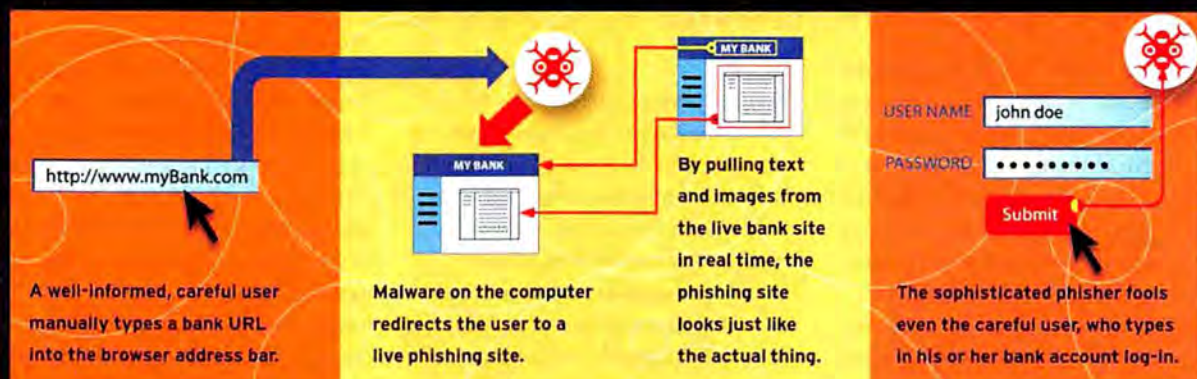 http://www.myBank.com
A well-informed, careful user
manually types a bank URL
into the browser address bar.
MY BANK
Malware on the computer
redirects the user to a
live phishing site.
MY BANK
By pulling text
and images from
the live bank site
in real time, the
phishing site
looks just like
the actual thing.
USER NAME john doe
PASSWORD •••••••••
Submit
The sophisticated phisher fools
even the careful user, who types
in his or her bank account log-in.